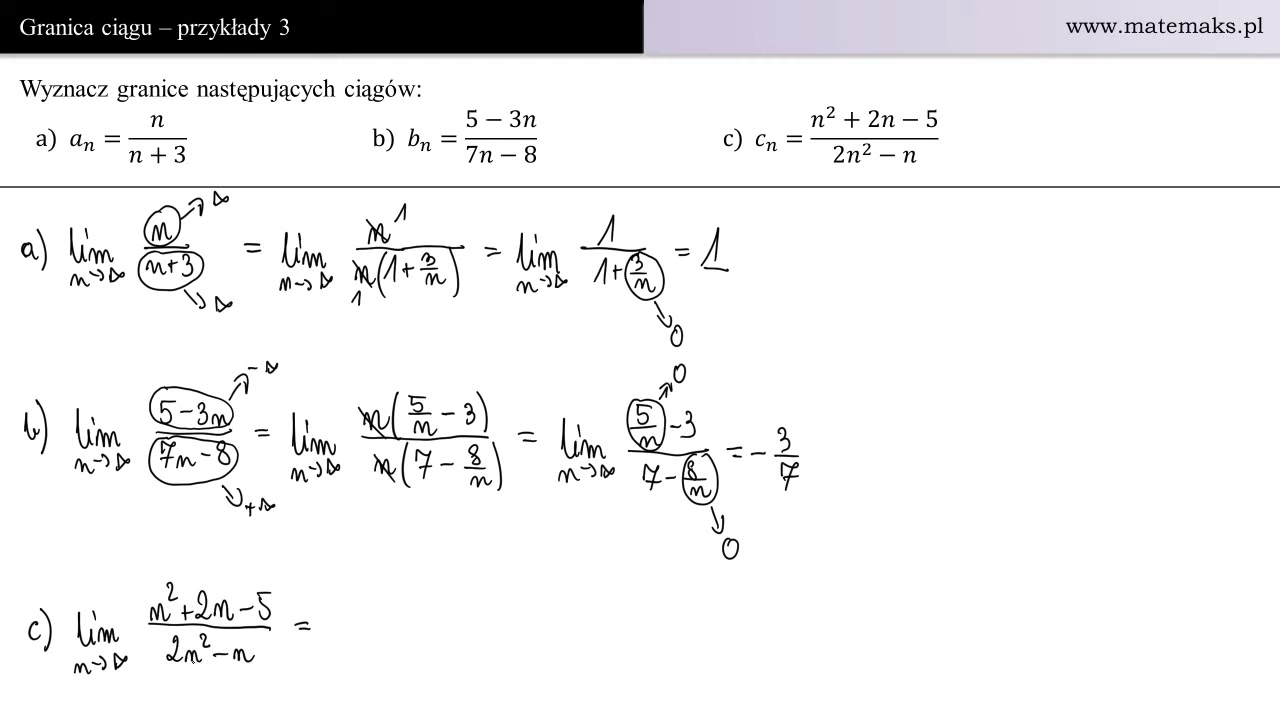 Granica ciągu – przykłady 3
www.matemaks.pl
Wyznacz granice następujących ciągów:
a) aₙ = n/(n + 3) b) bₙ = (5 − 3n)/(7n − 8) c) cₙ = (n² + 2n − 5)/(2n² − n)
a) lim n→∞ n/(n+3) = lim n→∞ n/(n(1+3/n)) = lim n→∞ 1/(1+3/n) = 1
b) lim n→∞ (5−3n)/(7n−8) = lim n→∞ n(5/n − 3)/(n(7 − 8/n)) = lim n→∞ (5/n − 3)/(7 − 8/n) = −3/7
c) lim n→∞ (n²+2n−5)/(2n²−n) =